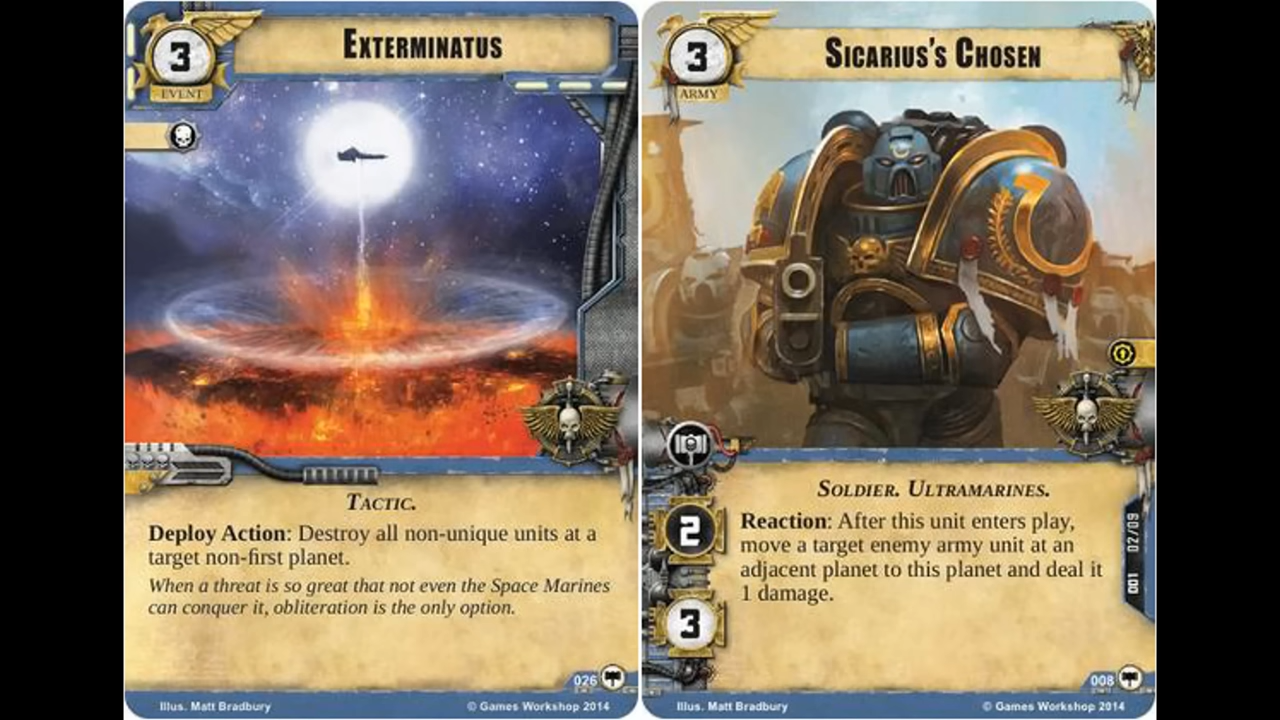 3
EVENT
EXTERMINATUS
TACTIC.
Deploy Action: Destroy all non-unique units at a
target non-first planet.
When a threat is so great that not even the Space Marines
can conquer it, obliteration is the only option.
026
Illus. Matt Bradbury
© Games Workshop 2014
3
ARMY
SICARIUS'S CHOSEN
SOLDIER. ULTRAMARINES.
2
Reaction: After this unit enters play,
move a target enemy army unit at an
adjacent planet to this planet and deal it
1 damage.
3
001 02/09
008
Illus. Matt Bradbury
© Games Workshop 2014